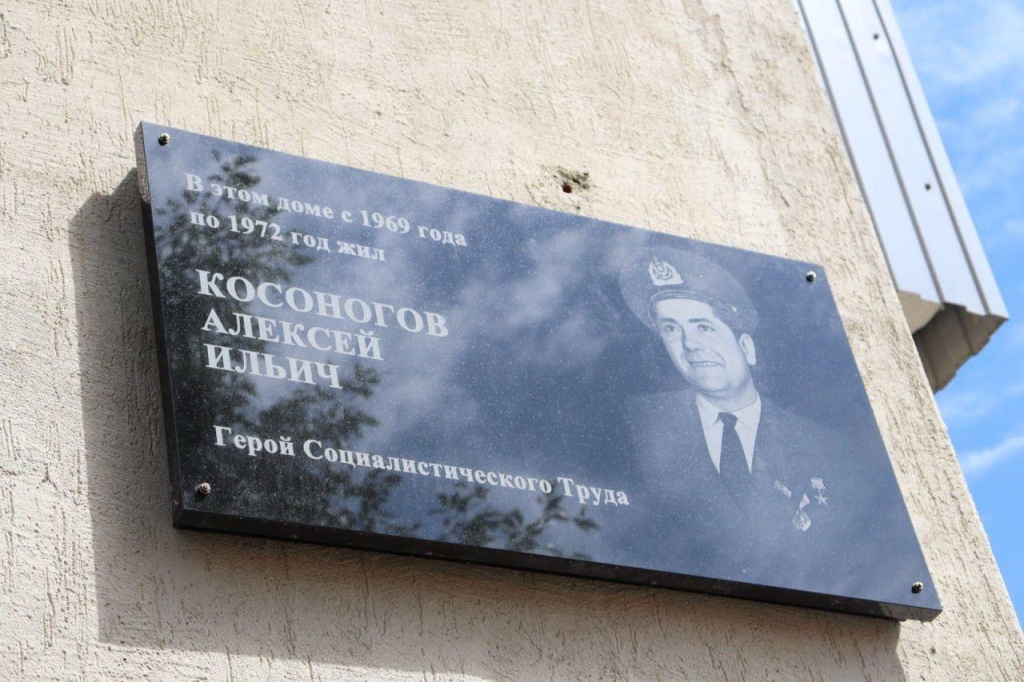 В этом доме с 1969 года
по 1972 год жил
КОСОНОГОВ
АЛЕКСЕЙ
ИЛЬИЧ
Герой Социалистического Труда